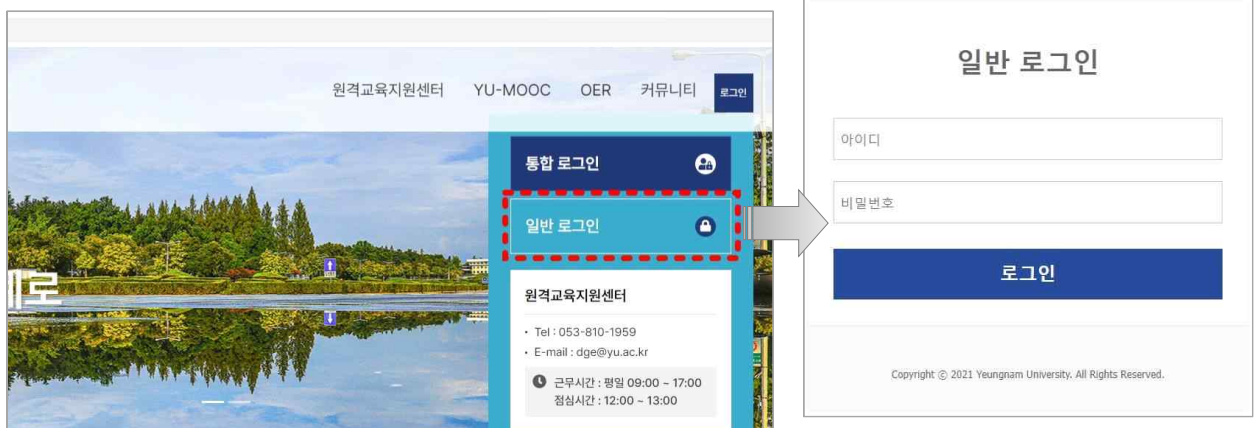 원격교육지원센터 YU-MOOC OER 커뮤니티 로그인
통합 로그인
일반 로그인
원격교육지원센터
• Tel : 053-810-1959
• E-mail : dge@yu.ac.kr
근무시간 : 평일 09:00 ~ 17:00
점심시간 : 12:00 ~ 13:00
일반 로그인
아이디
비밀번호
로그인
Copyright ⓒ 2021 Yeungnam University. All Rights Reserved.